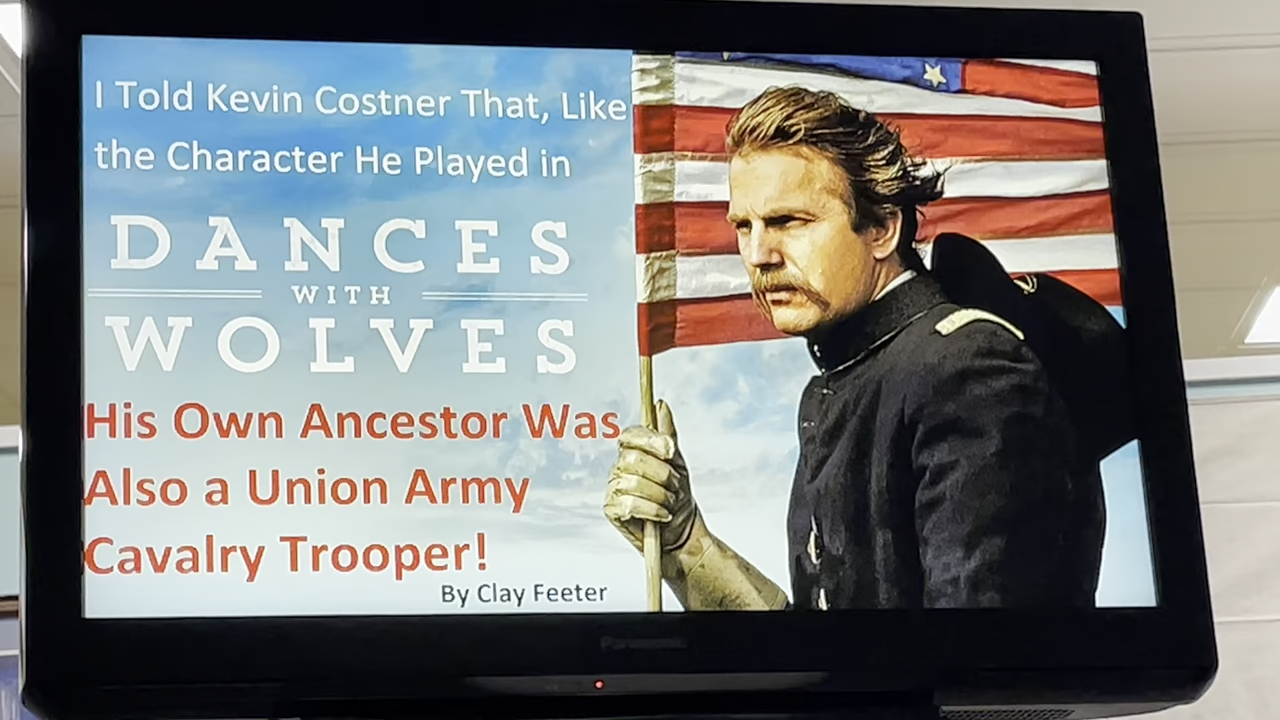 I Told Kevin Costner That, Like
the Character He Played in
DANCES
WITH
WOLVES
His Own Ancestor Was
Also a Union Army
Cavalry Trooper!
By Clay Feeter
Panasonic